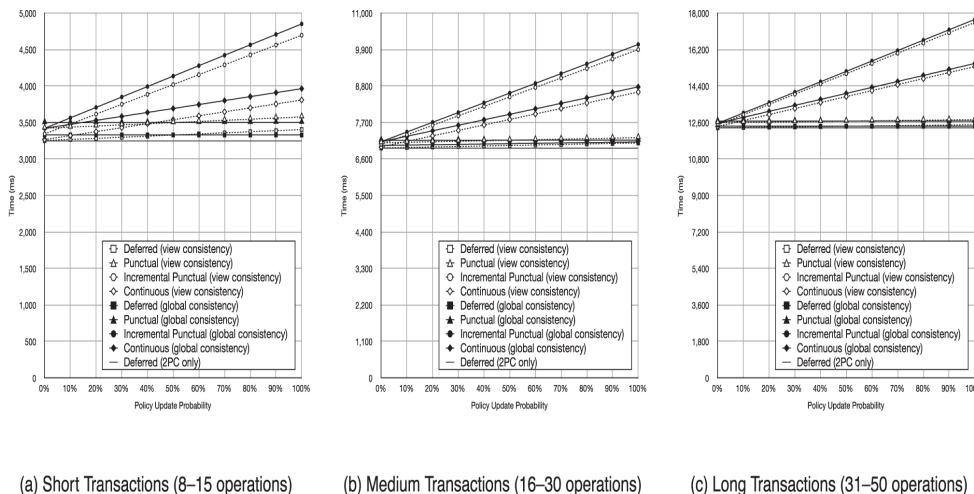 5,000
4,500
4,000
3,500
3,000
2,500
2,000
1,500
1,000
500
0
Time (ms)
0% 10% 20% 30% 40% 50% 60% 70% 80% 90% 100%
Policy Update Probability
Deferred (view consistency)
Punctual (view consistency)
Incremental Punctual (view consistency)
Continuous (view consistency)
Deferred (global consistency)
Punctual (global consistency)
Incremental Punctual (global consistency)
Continuous (global consistency)
Deferred (2PC only)
(a) Short Transactions (8–15 operations)
11,000
9,900
8,800
7,700
6,600
5,500
4,400
3,300
2,200
1,100
0
Time (ms)
0% 10% 20% 30% 40% 50% 60% 70% 80% 90% 100%
Policy Update Probability
Deferred (view consistency)
Punctual (view consistency)
Incremental Punctual (view consistency)
Continuous (view consistency)
Deferred (global consistency)
Punctual (global consistency)
Incremental Punctual (global consistency)
Continuous (global consistency)
Deferred (2PC only)
(b) Medium Transactions (16–30 operations)
18,000
16,200
14,400
12,600
10,800
9,000
7,200
5,400
3,600
1,800
0
Time (ms)
0% 10% 20% 30% 40% 50% 60% 70% 80% 90% 100%
Policy Update Probability
Deferred (view consistency)
Punctual (view consistency)
Incremental Punctual (view consistency)
Continuous (view consistency)
Deferred (global consistency)
Punctual (global consistency)
Incremental Punctual (global consistency)
Continuous (global consistency)
Deferred (2PC only)
(c) Long Transactions (31–50 operations)